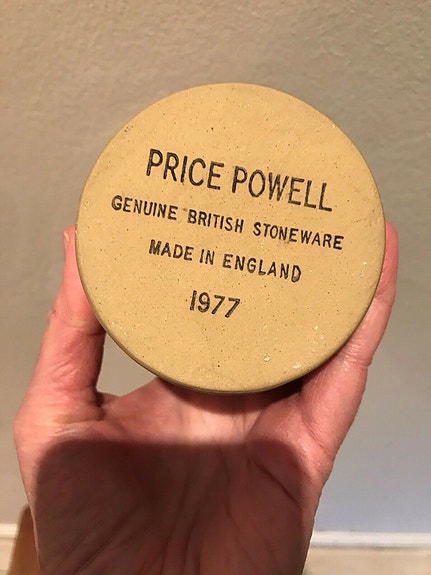 PRICE POWELL
GENUINE BRITISH STONEWARE
MADE IN ENGLAND
1977